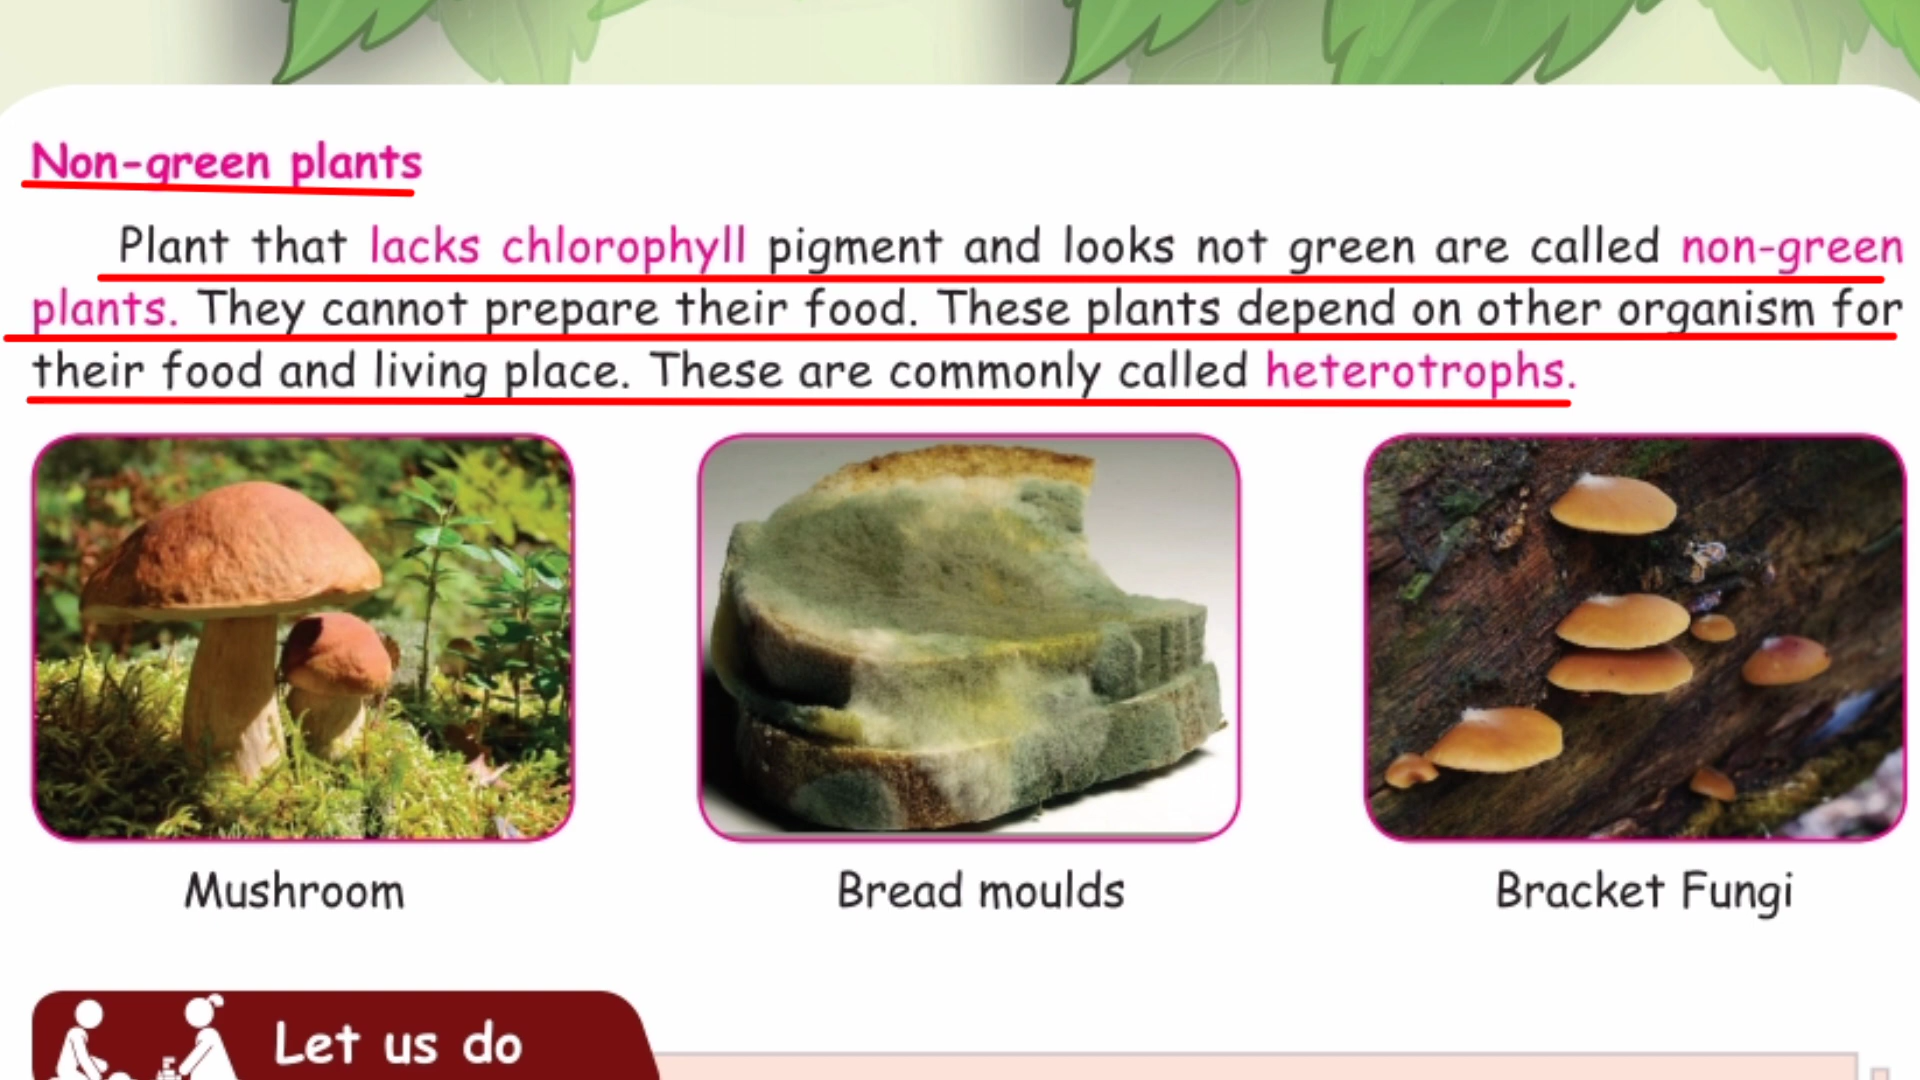 Non-green plants
Plant that lacks chlorophyll pigment and looks not green are called non-green
plants. They cannot prepare their food. These plants depend on other organism for
their food and living place. These are commonly called heterotrophs.
Mushroom
Bread moulds
Bracket Fungi
Let us do